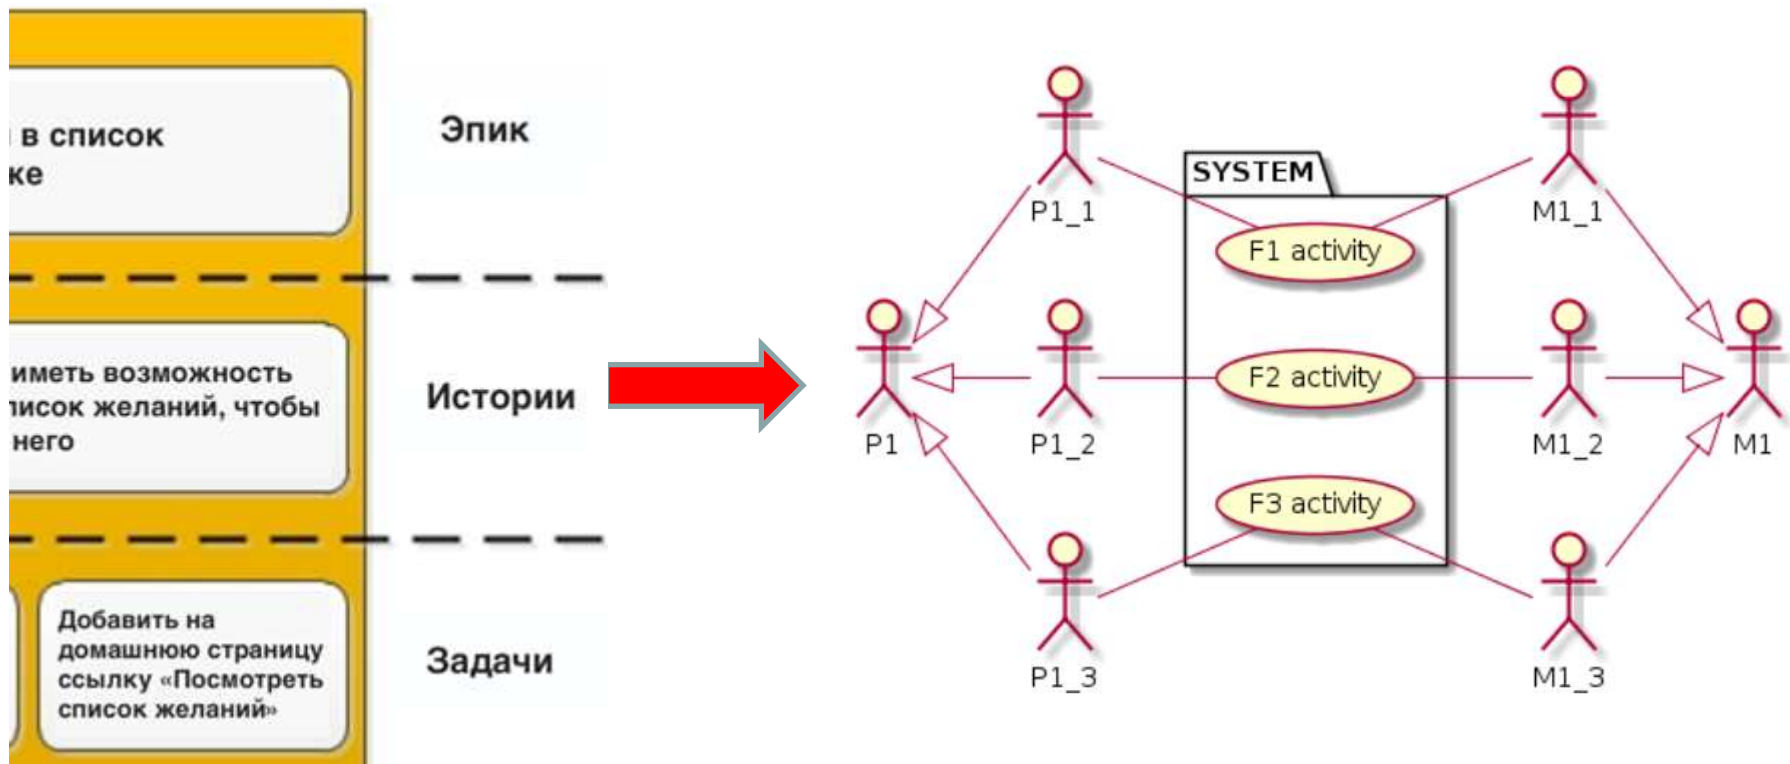 в список
же
Эпик
иметь возможность
писок желаний, чтобы
него
Истории
Добавить на
домашнюю страницу
ссылку «Посмотреть
список желаний»
Задачи
SYSTEM
P1_1
M1_1
F1 activity
P1
P1_2
F2 activity
M1_2
M1
F3 activity
P1_3
M1_3